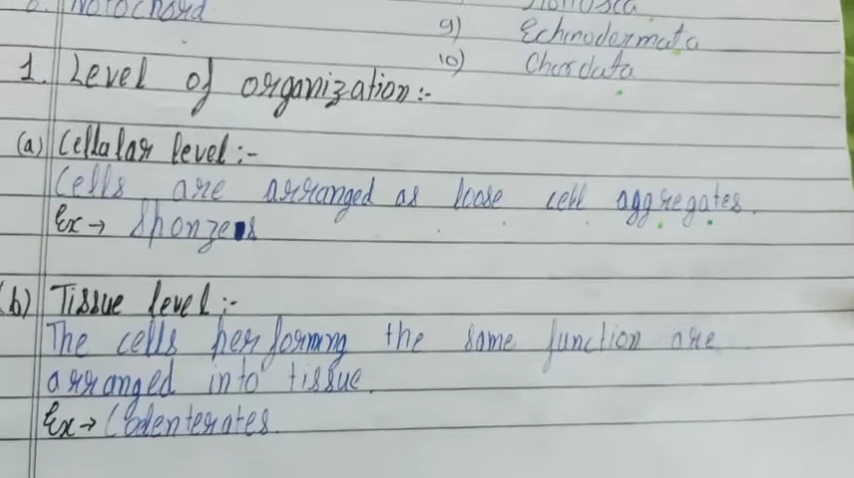 Notochord
9) Echinodermata
10) Chordata
1. Level of organization:-
(a) Cellular level:-
Cells are arranged as loose cell aggregates.
Ex → Sponges
(b) Tissue level:-
The cells performing the same function are
arranged into tissue.
Ex → Coelenterates.